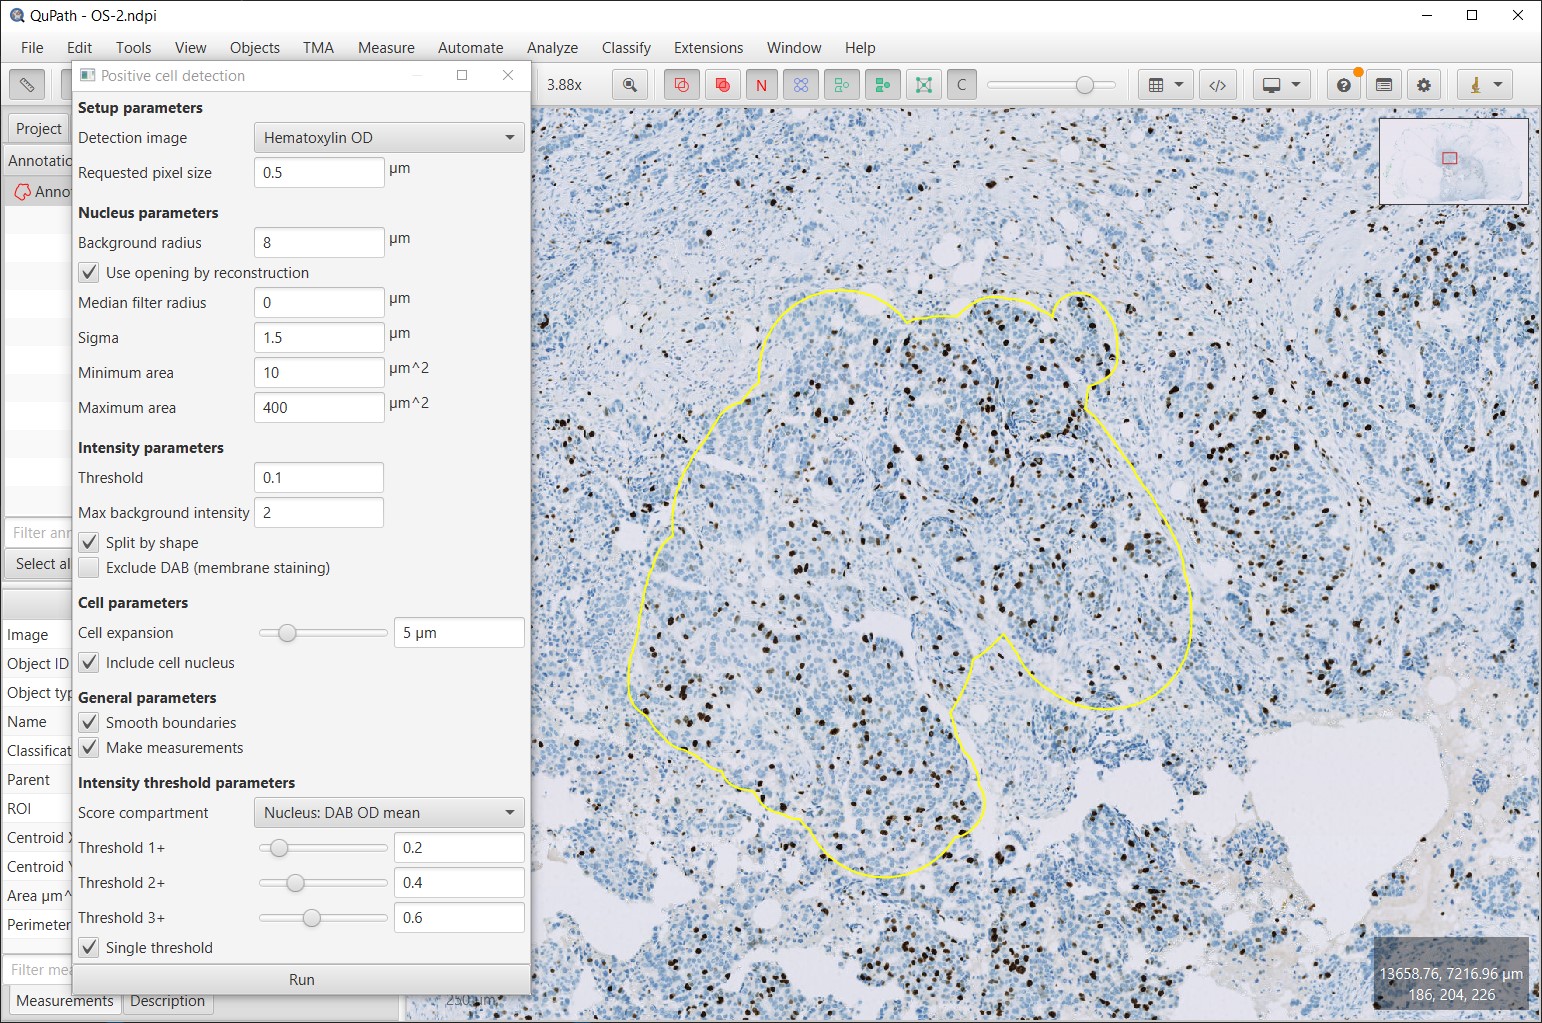 QuPath - OS-2.ndpi
File Edit Tools View Objects TMA Measure Automate Analyze Classify Extensions Window Help
Positive cell detection
3.88x
N
C
Project
Setup parameters
Detection image Hematoxylin OD
Requested pixel size 0.5 µm
Nucleus parameters
Background radius 8 µm
Use opening by reconstruction
Median filter radius 0 µm
Sigma 1.5 µm
Minimum area 10 µm^2
Maximum area 400 µm^2
Intensity parameters
Threshold 0.1
Max background intensity 2
Split by shape
Exclude DAB (membrane staining)
Cell parameters
Cell expansion 5 µm
Include cell nucleus
General parameters
Smooth boundaries
Make measurements
Intensity threshold parameters
Score compartment Nucleus: DAB OD mean
Threshold 1+ 0.2
Threshold 2+ 0.4
Threshold 3+ 0.6
Single threshold
Run
Annotatio
Anno
Filter ann
Select al
Image
Object ID
Object typ
Name
Classificat
Parent
ROI
Centroid X
Centroid Y
Area µm^
Perimeter
Filter mea
Measurements Description
13658.76, 7216.96 µm
186, 204, 226